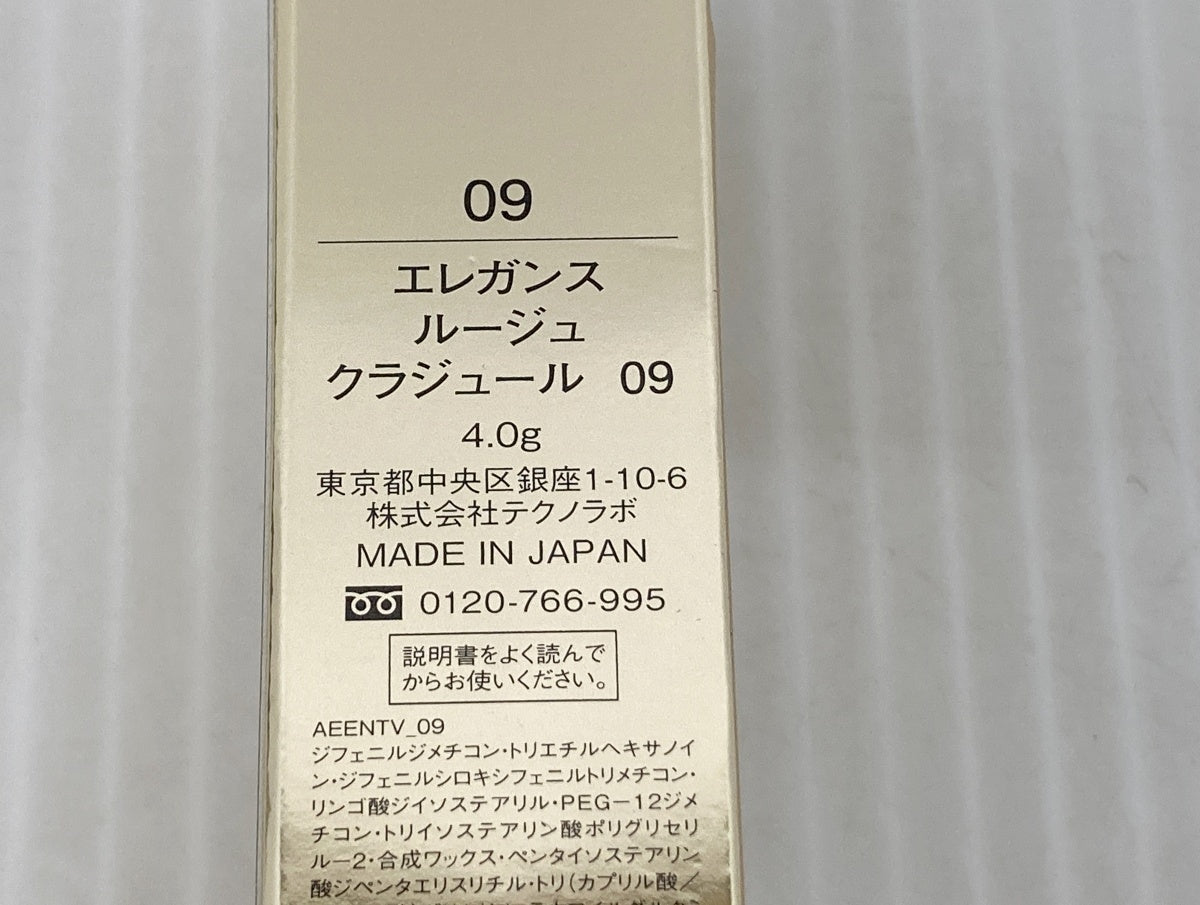 09
エレガンス
ルージュ
クラジュール 09
4.0g
東京都中央区銀座1-10-6
株式会社テクノラボ
MADE IN JAPAN
0120-766-995
説明書をよく読んで
からお使いください。
AEENTV_09
ジフェニルジメチコン・トリエチルヘキサノイ
ン・ジフェニルシロキシフェニルトリメチコン・
リンゴ酸ジイソステアリル・PEG－12ジメ
チコン・トリイソステアリン酸ポリグリセリ
ル－2・合成ワックス・ペンタイソステアリン
酸ジペンタエリスリチル・トリ(カプリル酸／